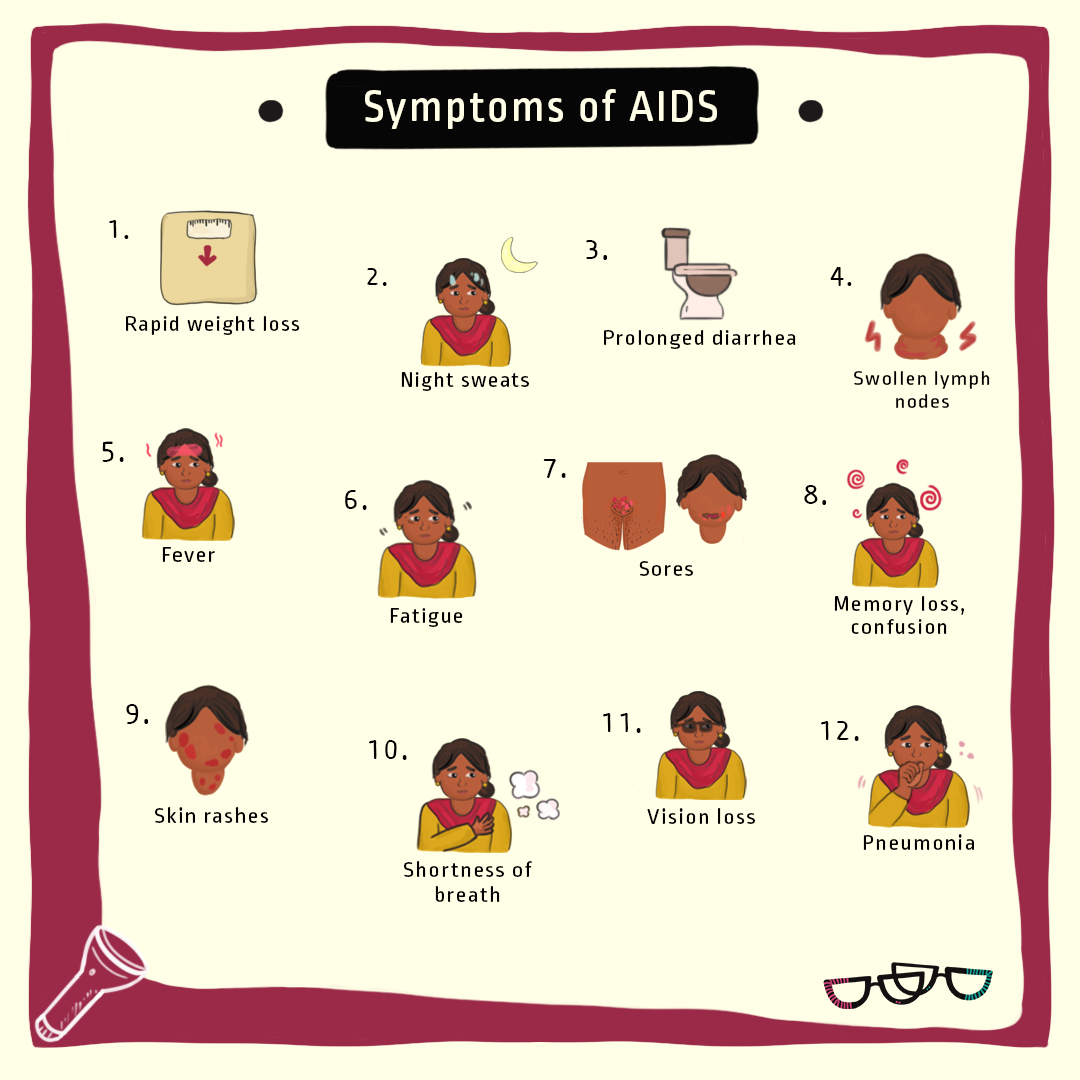 Symptoms of AIDS
1.
Rapid weight loss
2.
Night sweats
3.
Prolonged diarrhea
4.
Swollen lymph
nodes
5.
Fever
6.
Fatigue
7.
Sores
8.
Memory loss,
confusion
9.
Skin rashes
10.
Shortness of
breath
11.
Vision loss
12.
Pneumonia